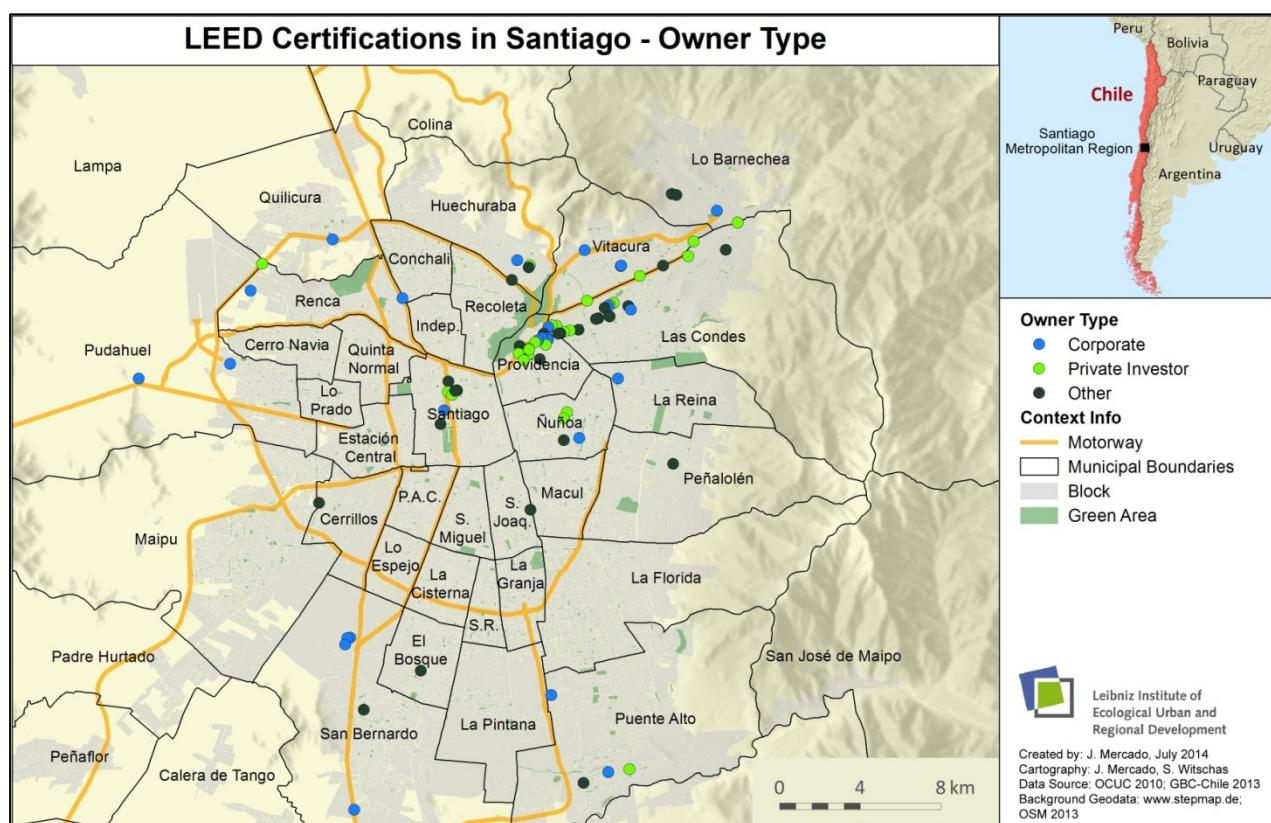 LEED Certifications in Santiago - Owner Type
Lampa
Colina
Lo Barnechea
Quilicura
Huechuraba
Vitacura
Conchali
Renca
Recoleta
Indep.
Las Condes
Pudahuel
Cerro Navia
Quinta
Normal
Providencia
Lo
Prado
Santiago
Ñuñoa
La Reina
Estación
Central
Peñalolén
P.A.C.
Macul
Cerrillos
S.
Joaq.
S.
Miguel
Maipu
Lo
Espejo
La
Cisterna
La
Granja
La Florida
S.R.
El
Bosque
Padre Hurtado
San José de Maipo
La Pintana
Puente Alto
San Bernardo
Peñaflor
Calera de Tango
0 4 8 km
Peru
Bolivia
Paraguay
Chile
Santiago
Metropolitan Region
Uruguay
Argentina
Owner Type
Corporate
Private Investor
Other
Context Info
Motorway
Municipal Boundaries
Block
Green Area
Leibniz Institute of
Ecological Urban and
Regional Development
Created by: J. Mercado, July 2014
Cartography: J. Mercado, S. Witschas
Data Source: OCUC 2010; GBC-Chile 2013
Background Geodata: www.stepmap.de;
OSM 2013